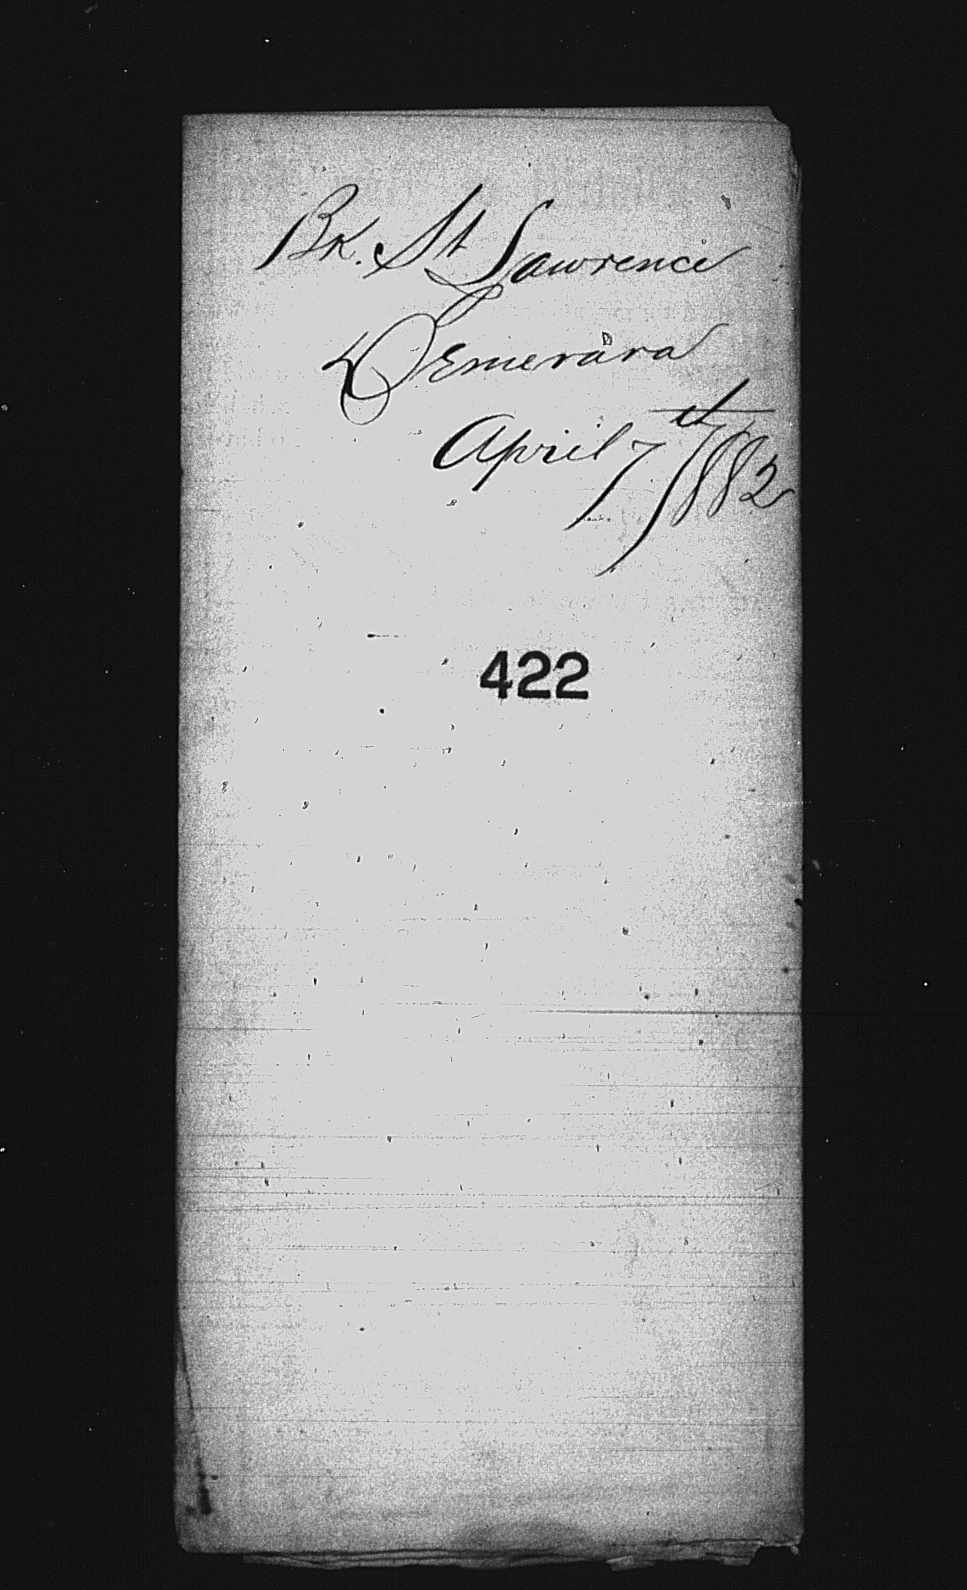 Bk. St Lawrence
Demerara
April 7th/1882
422